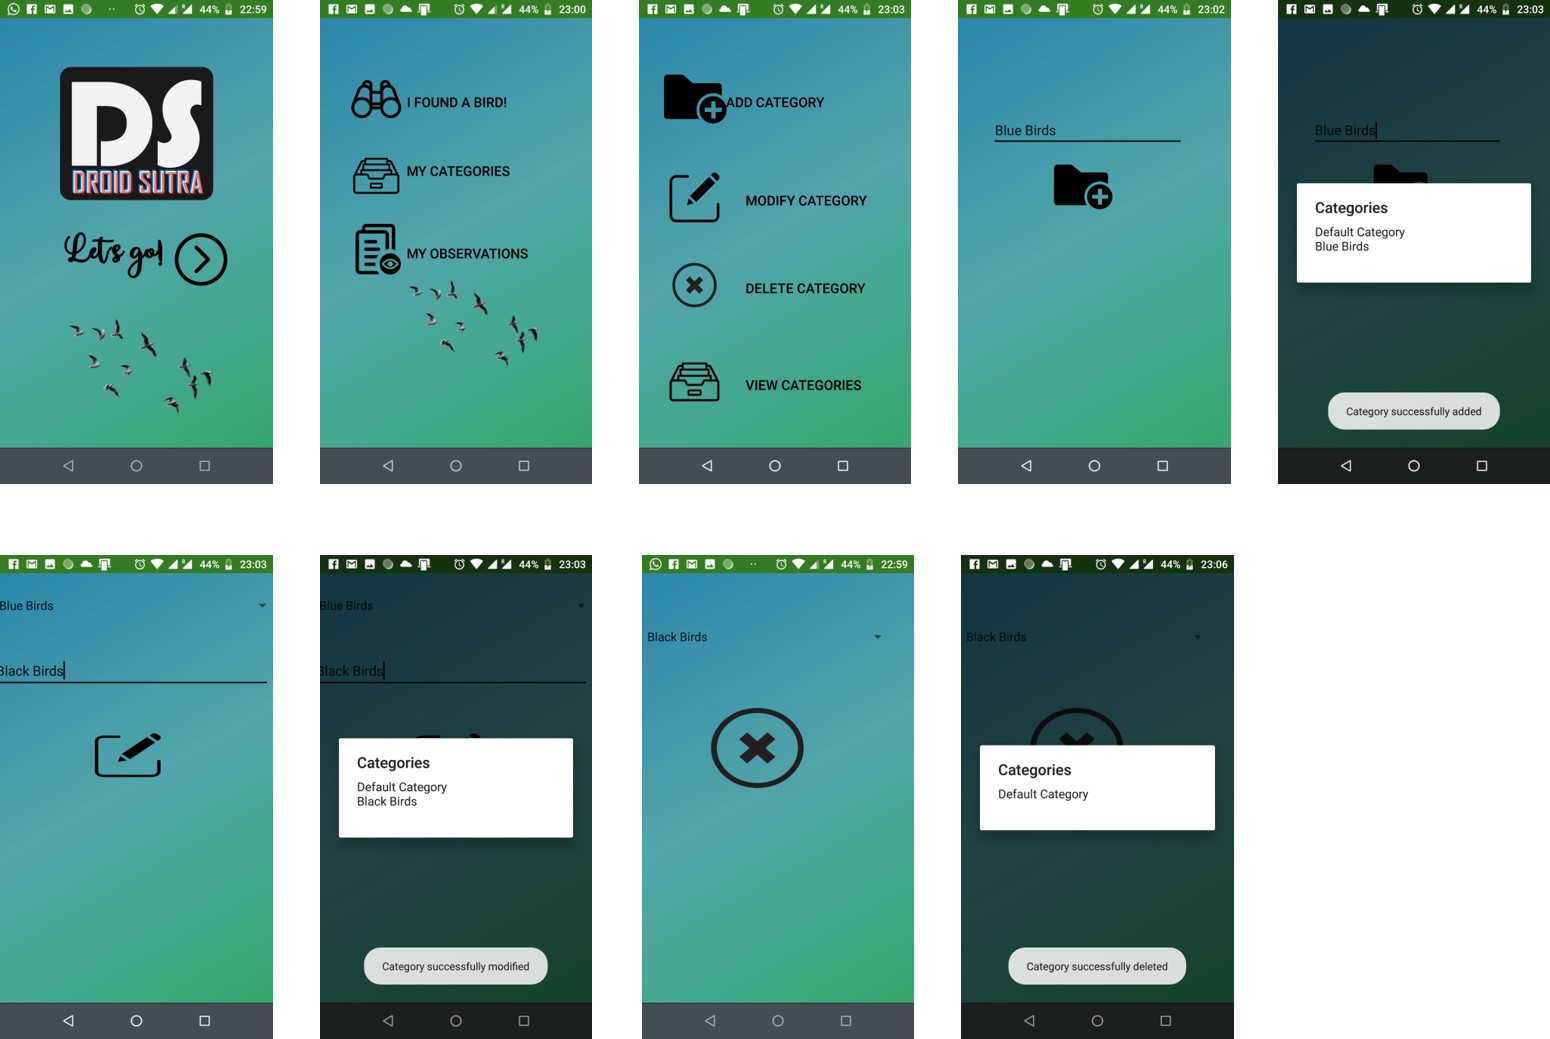 44% 22:59
DS
DROID SUTRA
Let's go!
44% 23:00
I FOUND A BIRD!
MY CATEGORIES
MY OBSERVATIONS
44% 23:03
ADD CATEGORY
MODIFY CATEGORY
DELETE CATEGORY
VIEW CATEGORIES
44% 23:02
Blue Birds
44% 23:03
Blue Birds
Categories
Default Category
Blue Birds
Category successfully added
44% 23:03
Blue Birds
Black Birds
44% 23:03
Blue Birds
Black Birds
Categories
Default Category
Black Birds
Category successfully modified
44% 22:59
Black Birds
44% 23:06
Black Birds
Categories
Default Category
Category successfully deleted